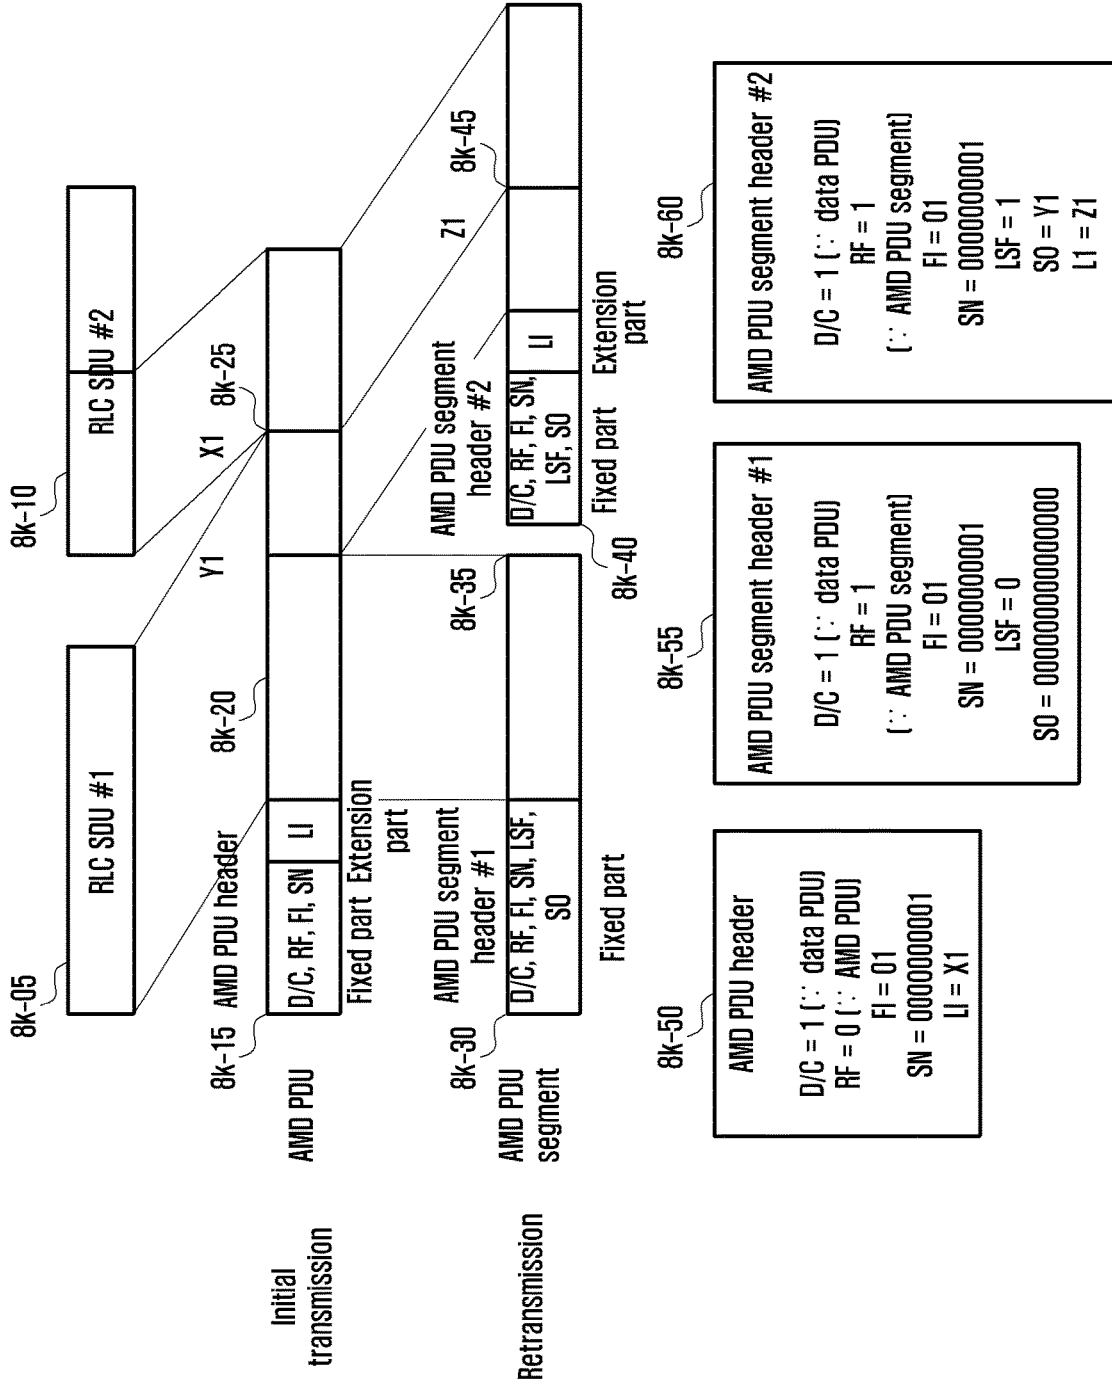 8k-05
RLC SDU #1
8k-10
RLC SDU #2
Initial
transmission
AMD PDU
8k-15
AMD PDU header
8k-20
Y1
X1
8k-25
D/C, RF, FI, SN
LI
Fixed part
Extension
part
Retransmission
AMD PDU
segment
8k-30
AMD PDU segment
header #1
D/C, RF, FI, SN, LSF,
SO
Fixed part
8k-35
8k-40
AMD PDU segment
header #2
D/C, RF, FI, SN,
LSF, SO
LI
Fixed part
Extension
part
Z1
8k-45
8k-50
AMD PDU header
D/C = 1 (∵ data PDU)
RF = 0 (∵ AMD PDU)
FI = 01
SN = 0000000001
LI = X1
8k-55
AMD PDU segment header #1
D/C = 1 (∵ data PDU)
RF = 1
(∵ AMD PDU segment)
FI = 01
SN = 0000000001
LSF = 0
SO = 000000000000000
8k-60
AMD PDU segment header #2
D/C = 1 (∵ data PDU)
RF = 1
(∵ AMD PDU segment)
FI = 01
SN = 0000000001
LSF = 1
SO = Y1
L1 = Z1